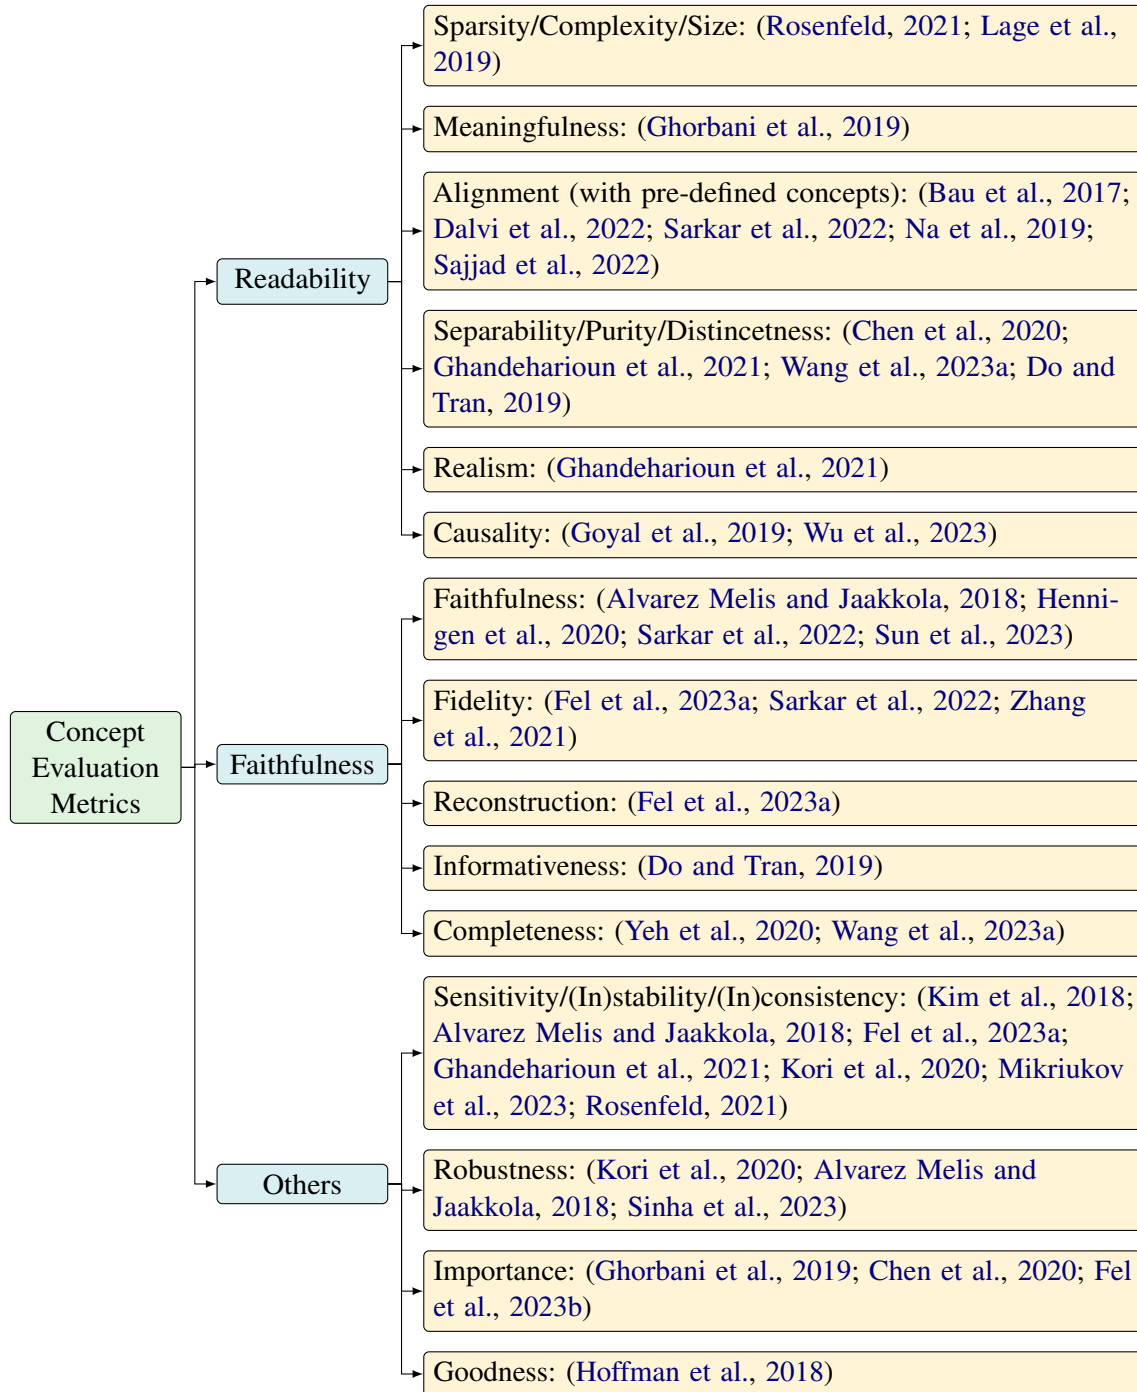 Sparsity/Complexity/Size: (Rosenfeld, 2021; Lage et al.,
2019)
Meaningfulness: (Ghorbani et al., 2019)
Alignment (with pre-defined concepts): (Bau et al., 2017;
Dalvi et al., 2022; Sarkar et al., 2022; Na et al., 2019;
Sajjad et al., 2022)
Readability
Separability/Purity/Distincetness: (Chen et al., 2020;
Ghandeharioun et al., 2021; Wang et al., 2023a; Do and
Tran, 2019)
Realism: (Ghandeharioun et al., 2021)
Causality: (Goyal et al., 2019; Wu et al., 2023)
Faithfulness: (Alvarez Melis and Jaakkola, 2018; Henni-
gen et al., 2020; Sarkar et al., 2022; Sun et al., 2023)
Fidelity: (Fel et al., 2023a; Sarkar et al., 2022; Zhang
et al., 2021)
Concept
Evaluation
Metrics
Faithfulness
Reconstruction: (Fel et al., 2023a)
Informativeness: (Do and Tran, 2019)
Completeness: (Yeh et al., 2020; Wang et al., 2023a)
Sensitivity/(In)stability/(In)consistency: (Kim et al., 2018;
Alvarez Melis and Jaakkola, 2018; Fel et al., 2023a;
Ghandeharioun et al., 2021; Kori et al., 2020; Mikriukov
et al., 2023; Rosenfeld, 2021)
Others
Robustness: (Kori et al., 2020; Alvarez Melis and
Jaakkola, 2018; Sinha et al., 2023)
Importance: (Ghorbani et al., 2019; Chen et al., 2020; Fel
et al., 2023b)
Goodness: (Hoffman et al., 2018)